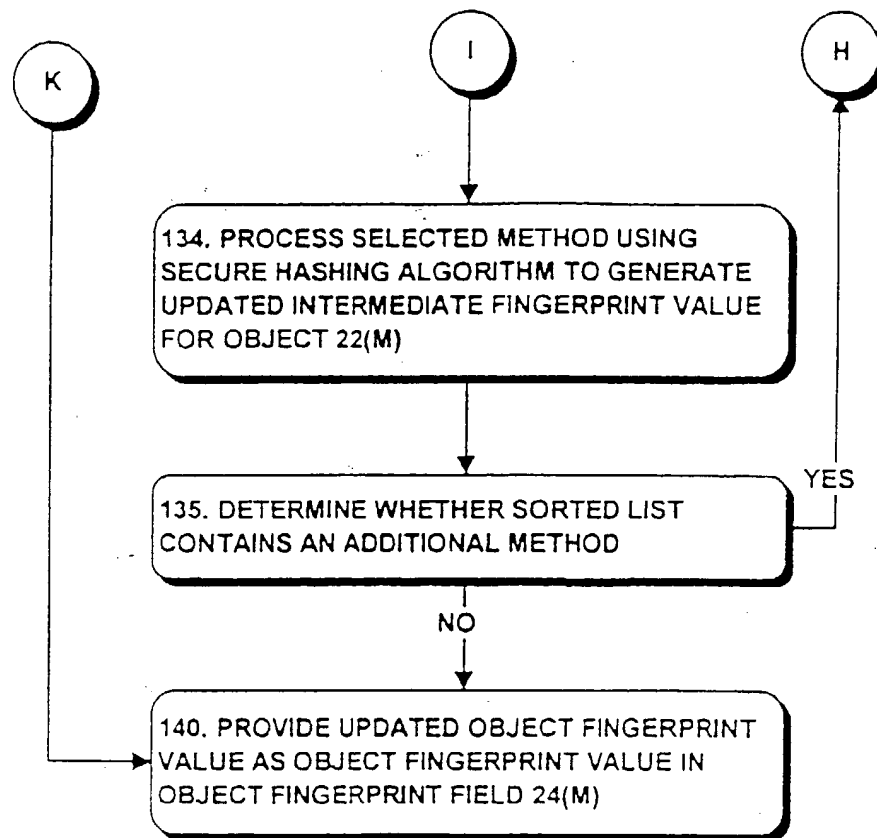 K
I
H
134. PROCESS SELECTED METHOD USING
SECURE HASHING ALGORITHM TO GENERATE
UPDATED INTERMEDIATE FINGERPRINT VALUE
FOR OBJECT 22(M)
YES
135. DETERMINE WHETHER SORTED LIST
CONTAINS AN ADDITIONAL METHOD
NO
140. PROVIDE UPDATED OBJECT FINGERPRINT
VALUE AS OBJECT FINGERPRINT VALUE IN
OBJECT FINGERPRINT FIELD 24(M)